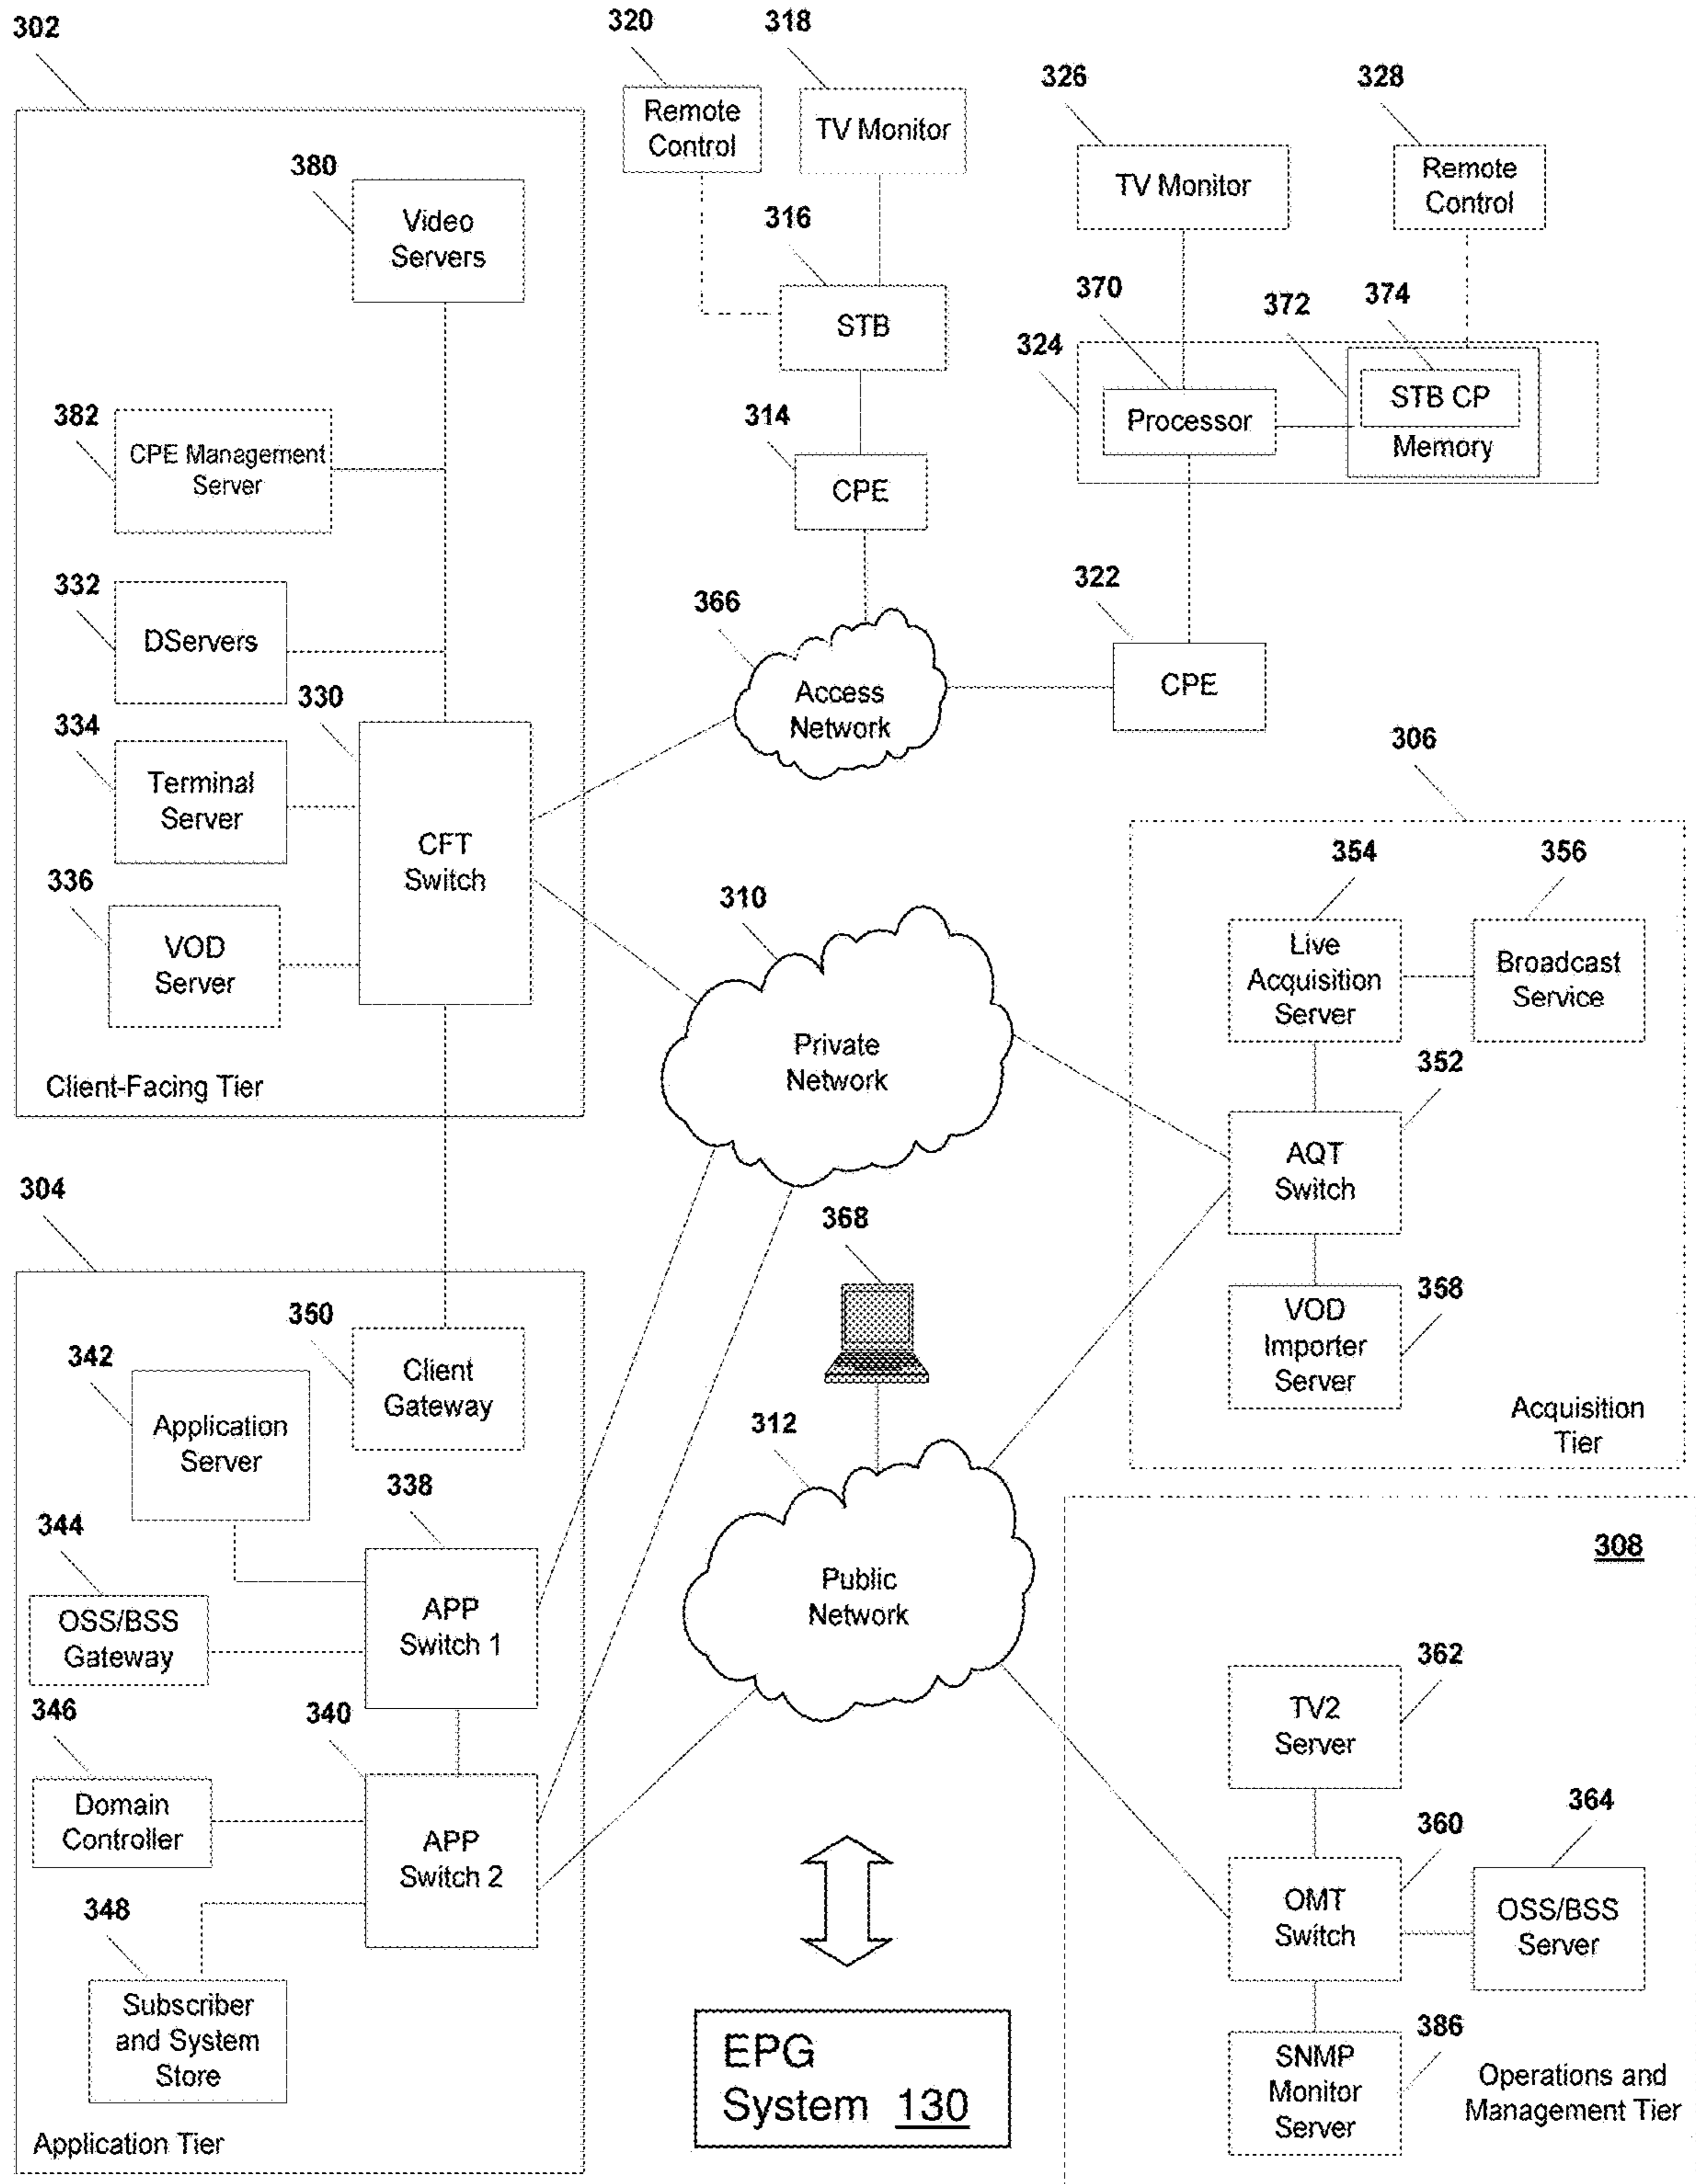 302
320
318
326
328
Remote
Control
TV Monitor
TV Monitor
Remote
Control
380
Video
Servers
316
STB
370
372
374
324
STB CP
Processor
Memory
382
CPE Management
Server
314
CPE
332
DServers
322
366
CPE
Access
Network
330
334
Terminal
Server
CFT
Switch
306
336
VOD
Server
310
354
356
Live
Acquisition
Server
Broadcast
Service
Private
Network
352
Client-Facing Tier
AQT
Switch
304
368
358
VOD
Importer
Server
350
342
Client
Gateway
Application
Server
312
Acquisition
Tier
338
344
308
OSS/BSS
Gateway
APP
Switch 1
Public
Network
362
346
340
TV2
Server
Domain
Controller
APP
Switch 2
360
364
348
OMT
Switch
OSS/BSS
Server
Subscriber
and System
Store
386
EPG
System 130
SNMP
Monitor
Server
Operations and
Management Tier
Application Tier